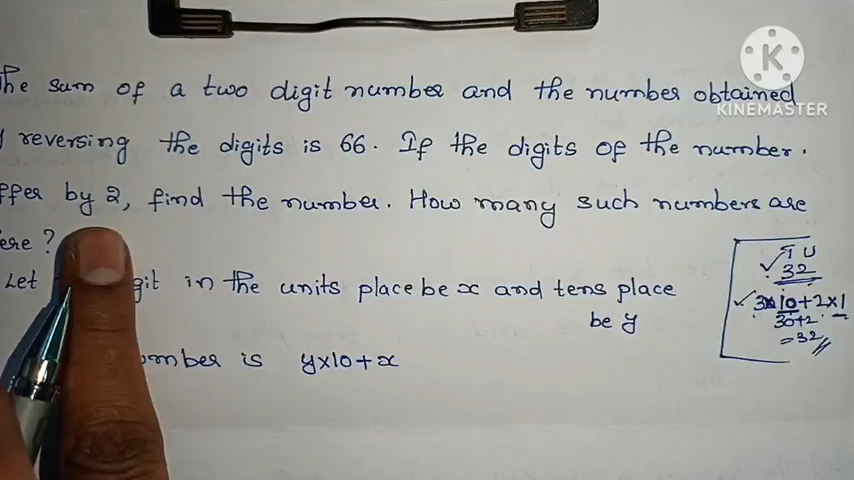 he sum of a two digit number and the number obtained
reversing the digits is 66. If the digits of the number.
ffer by 2, find the number. How many such numbers are
ere?
Let git in the units place be x and tens place
be y
umber is y×10+x
T U
32
3×10+2×1
30+2
=32
K
KINEMASTER